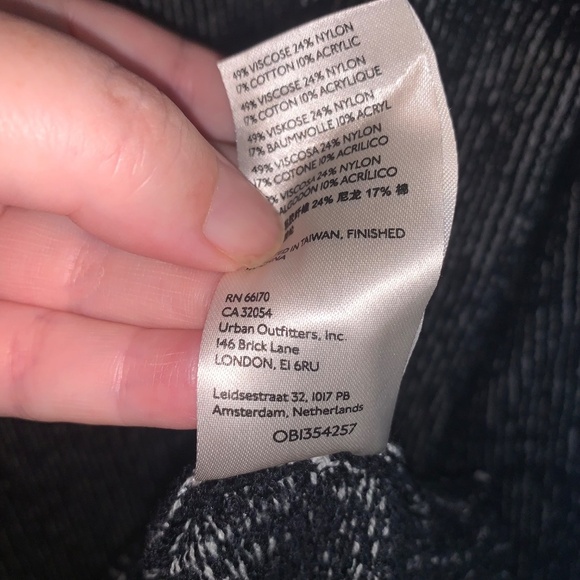 49% VISCOSE 24% NYLON
17% COTTON 10% ACRYLIC
49% VISCOSE 24% NYLON
17% COTON 10% ACRYLIQUE
49% VISKOSE 24% NYLON
17% BAUMWOLLE 10% ACRYL
49% VISCOSA 24% NYLON
17% COTONE 10% ACRILICO
VISCOSA 24% NYLON
ALGODÓN 10% ACRÍLICO
24% 尼龙 17% 棉
IN TAIWAN, FINISHED
RN 66170
CA 32054
Urban Outfitters, Inc.
146 Brick Lane
LONDON, E1 6RU
Leidsestraat 32, 1017 PB
Amsterdam, Netherlands
OB1354257